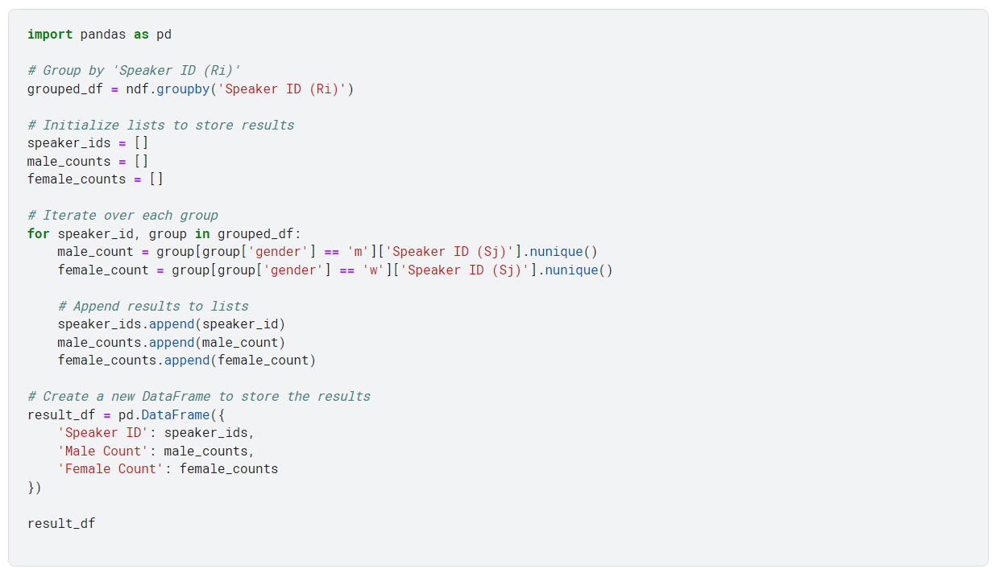 import pandas as pd
# Group by 'Speaker ID (Ri)'
grouped_df = ndf.groupby('Speaker ID (Ri)')
# Initialize lists to store results
speaker_ids = []
male_counts = []
female_counts = []
# Iterate over each group
for speaker_id, group in grouped_df:
    male_count = group[group['gender'] == 'm']['Speaker ID (Sj)'].nunique()
    female_count = group[group['gender'] == 'w']['Speaker ID (Sj)'].nunique()
    # Append results to lists
    speaker_ids.append(speaker_id)
    male_counts.append(male_count)
    female_counts.append(female_count)
# Create a new DataFrame to store the results
result_df = pd.DataFrame({
    'Speaker ID': speaker_ids,
    'Male Count': male_counts,
    'Female Count': female_counts
})
result_df